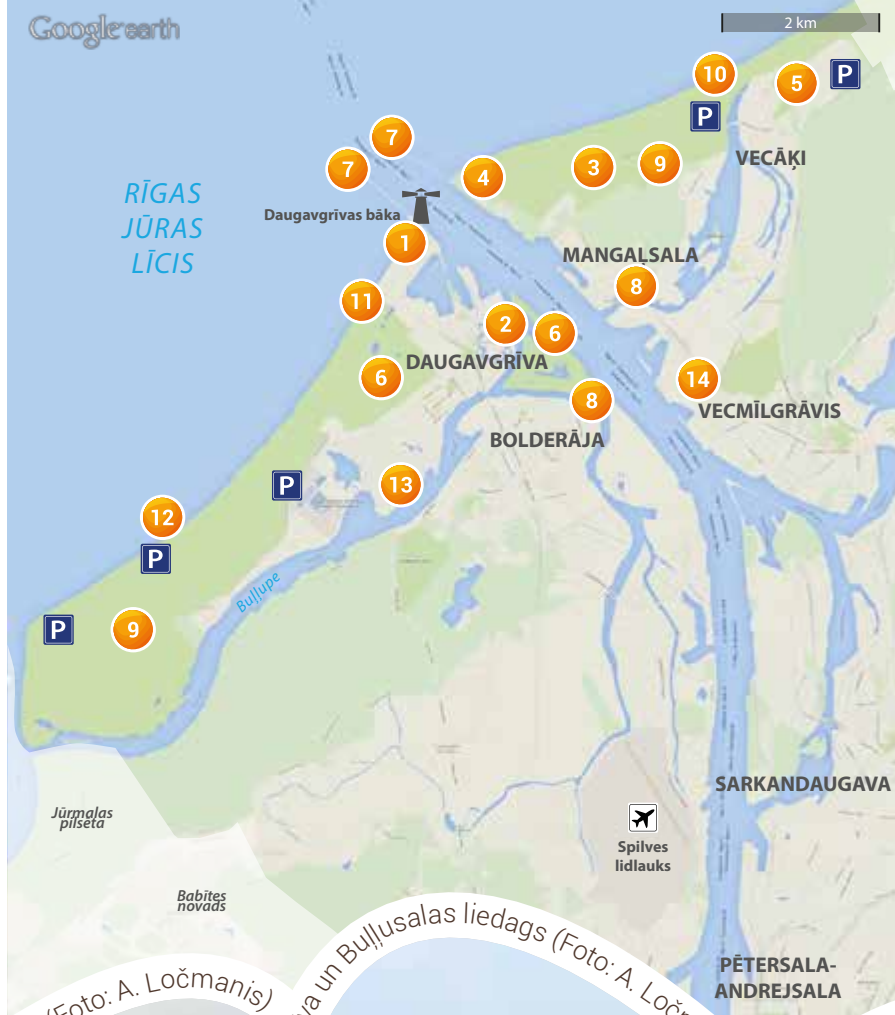 Google earth
2 km
10
5
P
P
7
VECĀĶI
7
4
3
9
RĪGAS
JŪRAS
LĪCIS
Daugavgrīvas bāka
1
MANGAĻSALA
8
11
2
6
DAUGAVGRĪVA
6
14
8
VECMĪLGRĀVIS
BOLDERĀJA
P
13
12
P
Buļļupe
P
9
SARKANDAUGAVA
Jūrmalas
pilsēta
Spilves
lidlauks
Babītes
novads
PĒTERSALA-
ANDREJSALA
(Foto: A. Ločmanis)
un Buļļusalas liedags (Foto: A.